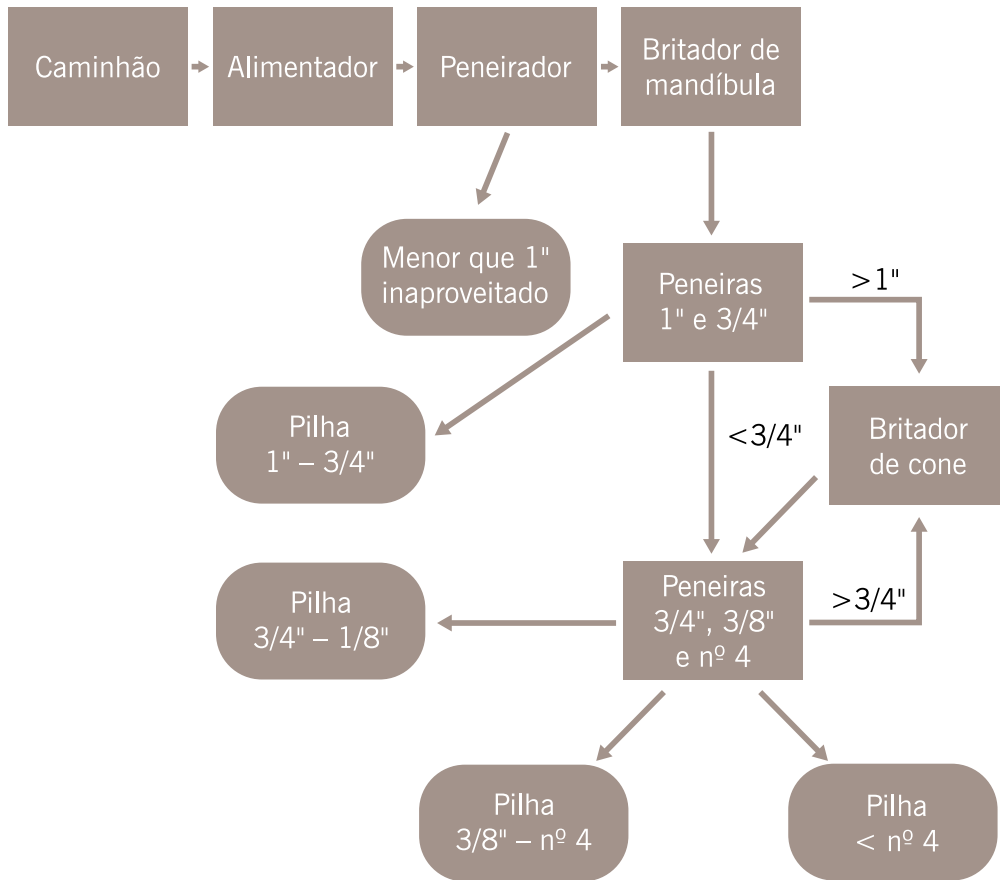 Caminhão
Alimentador
Peneirador
Britador de
mandíbula
Menor que 1"
inaproveitado
Peneiras
1" e 3/4"
>1"
Pilha
1" – 3/4"
<3/4"
Britador
de cone
Pilha
3/4" – 1/8"
Peneiras
3/4", 3/8"
e nº 4
>3/4"
Pilha
3/8" – nº 4
Pilha
< nº 4